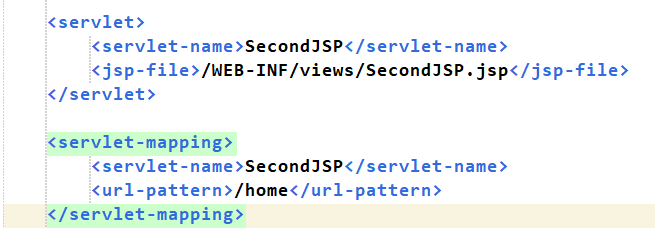 <servlet>
<servlet-name>SecondJSP</servlet-name>
<jsp-file>/WEB-INF/views/SecondJSP.jsp</jsp-file>
</servlet>
<servlet-mapping>
<servlet-name>SecondJSP</servlet-name>
<url-pattern>/home</url-pattern>
</servlet-mapping>